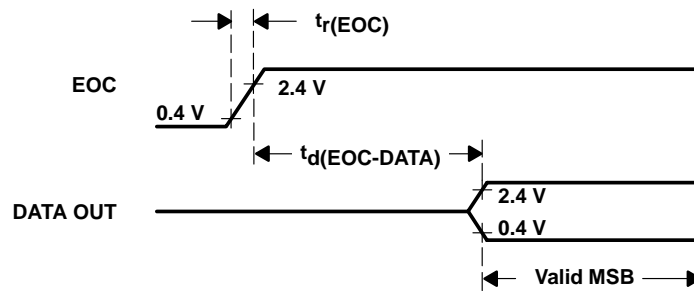 tr(EOC)
EOC
2.4 V
0.4 V
td(EOC-DATA)
DATA OUT
2.4 V
0.4 V
Valid MSB